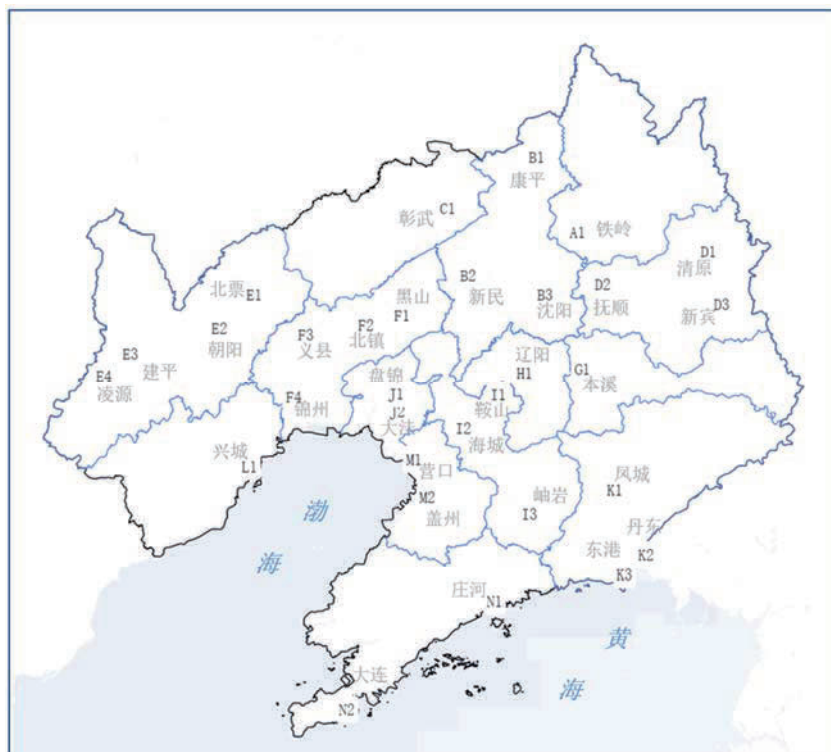 B1
康平
C1
彰武
A1
铁岭
D1
清原
B2
新民
B3
沈阳
D2
抚顺
D3
新宾
北票
E1
黑山
F1
E2
朝阳
F3
义县
F2
北镇
E3
建平
E4
凌源
盘锦
J1
J2
大洼
辽阳
H1
G1
本溪
I1
鞍山
F4
锦州
I2
海城
兴城
L1
M1
营口
M2
盖州
岫岩
I3
凤城
K1
丹东
K2
东港
K3
渤
海
庄河
N1
黄
海
大连
N2